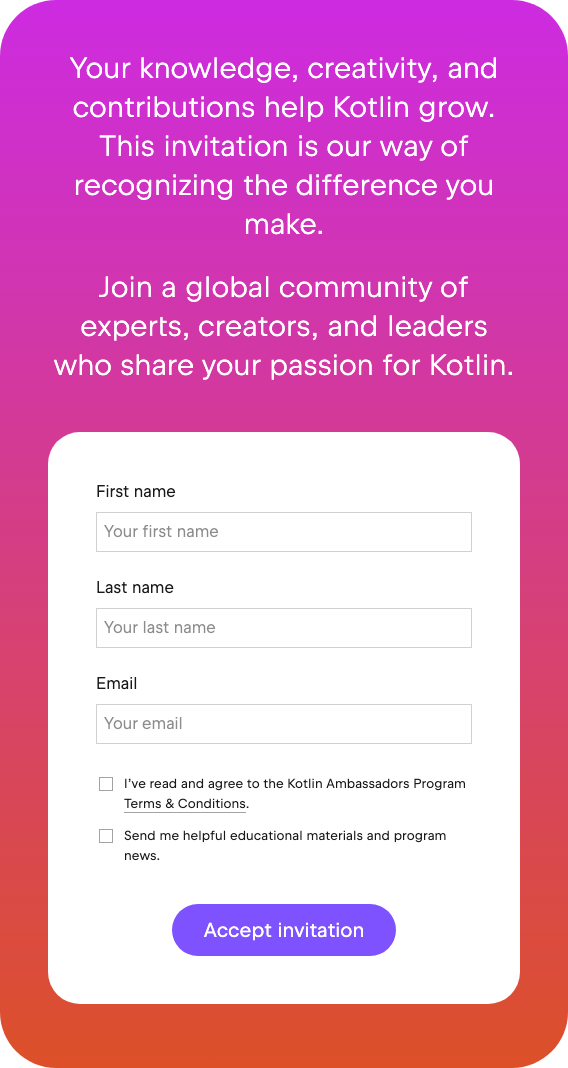 Your knowledge, creativity, and
contributions help Kotlin grow.
This invitation is our way of
recognizing the difference you
make.
Join a global community of
experts, creators, and leaders
who share your passion for Kotlin.
First name
Your first name
Last name
Your last name
Email
Your email
I’ve read and agree to the Kotlin Ambassadors Program
Terms & Conditions.
Send me helpful educational materials and program
news.
Accept invitation